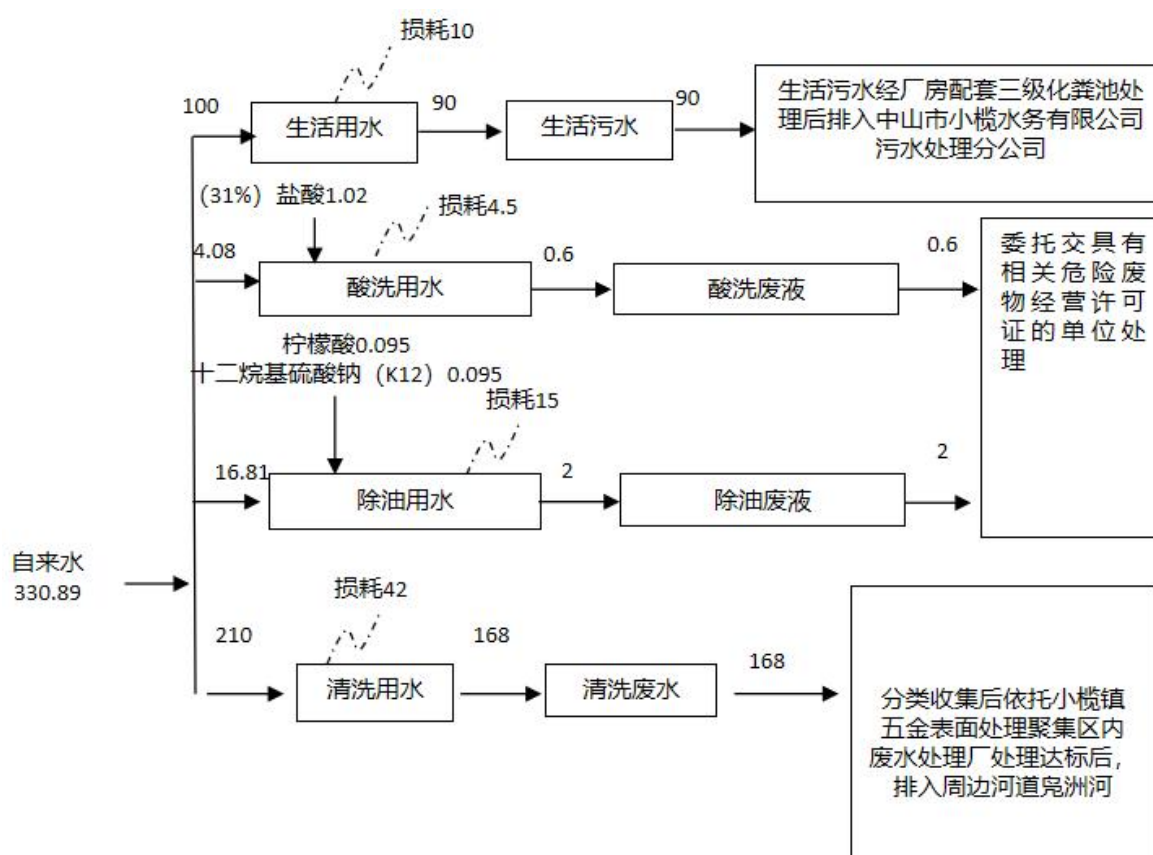 损耗10
100
生活用水
90
生活污水
90
生活污水经厂房配套三级化粪池处
理后排入中山市小榄水务有限公司
污水处理分公司
(31%) 盐酸1.02
损耗4.5
4.08
酸洗用水
0.6
酸洗废液
0.6
委托交具有
相关危险废
物经营许可
证的单位处
理
柠檬酸0.095
十二烷基硫酸钠（K12）0.095
损耗15
16.81
除油用水
2
除油废液
2
自来水
330.89
损耗42
210
清洗用水
168
清洗废水
168
分类收集后依托小榄镇
五金表面处理聚集区内
废水处理厂处理达标后，
排入周边河道凫洲河